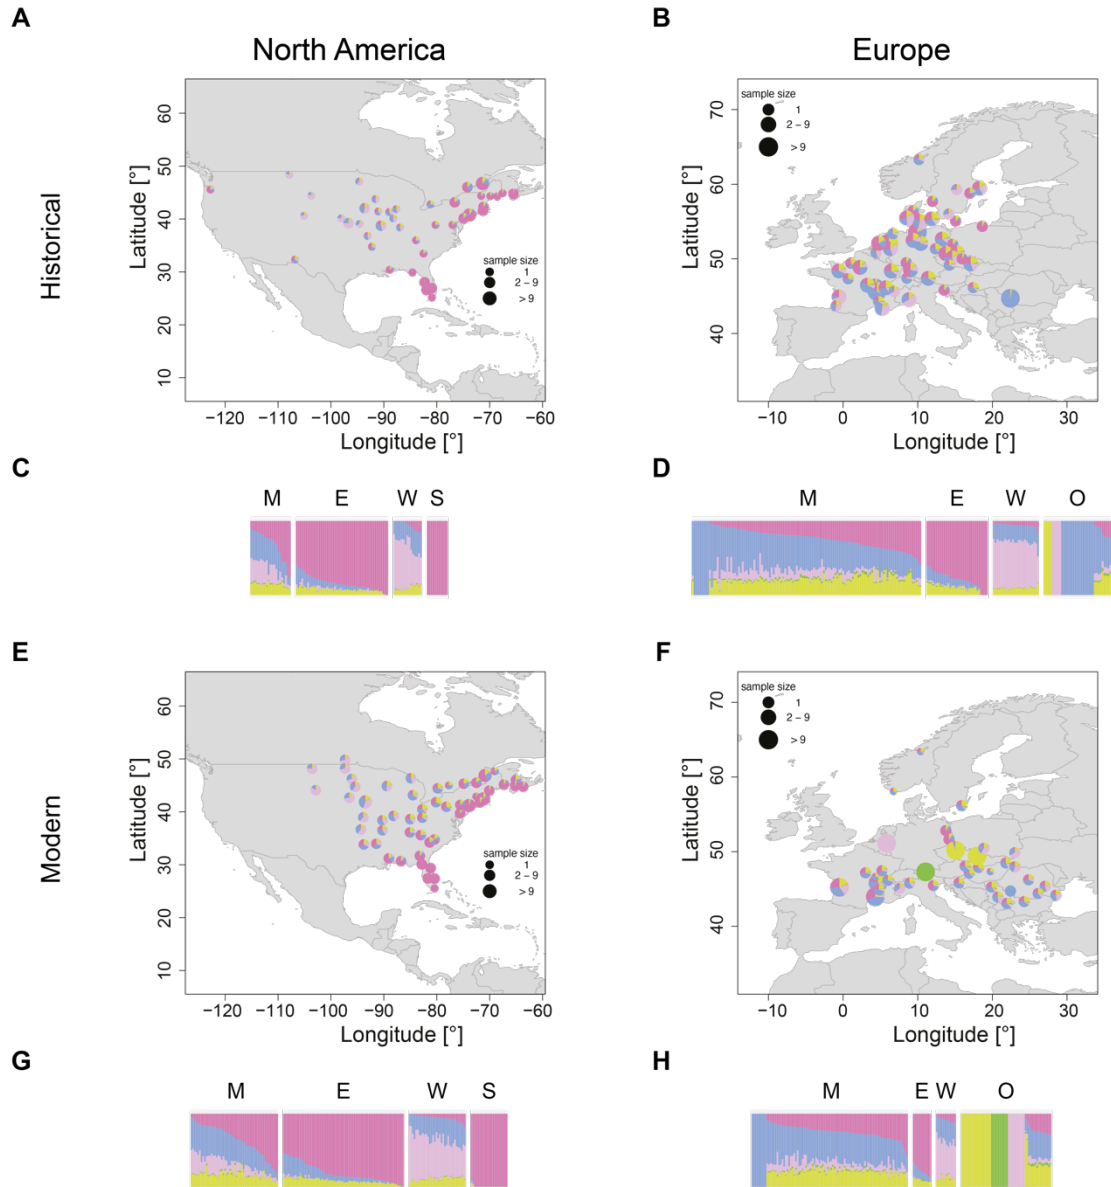 A
B
North America
Europe
Historical
Latitude [°]
60
50
40
30
20
10
sample size
1
2 – 9
> 9
−120
−110
−100
−90
−80
−70
−60
Longitude [°]
Latitude [°]
70
60
50
40
sample size
1
2 – 9
> 9
−10
0
10
20
30
Longitude [°]
C
D
M E W S
M E W O
E
F
Modern
Latitude [°]
60
50
40
30
20
10
sample size
1
2 – 9
> 9
−120
−110
−100
−90
−80
−70
−60
Longitude [°]
Latitude [°]
70
60
50
40
sample size
1
2 – 9
> 9
−10
0
10
20
30
Longitude [°]
G
H
M E W S
M E W O